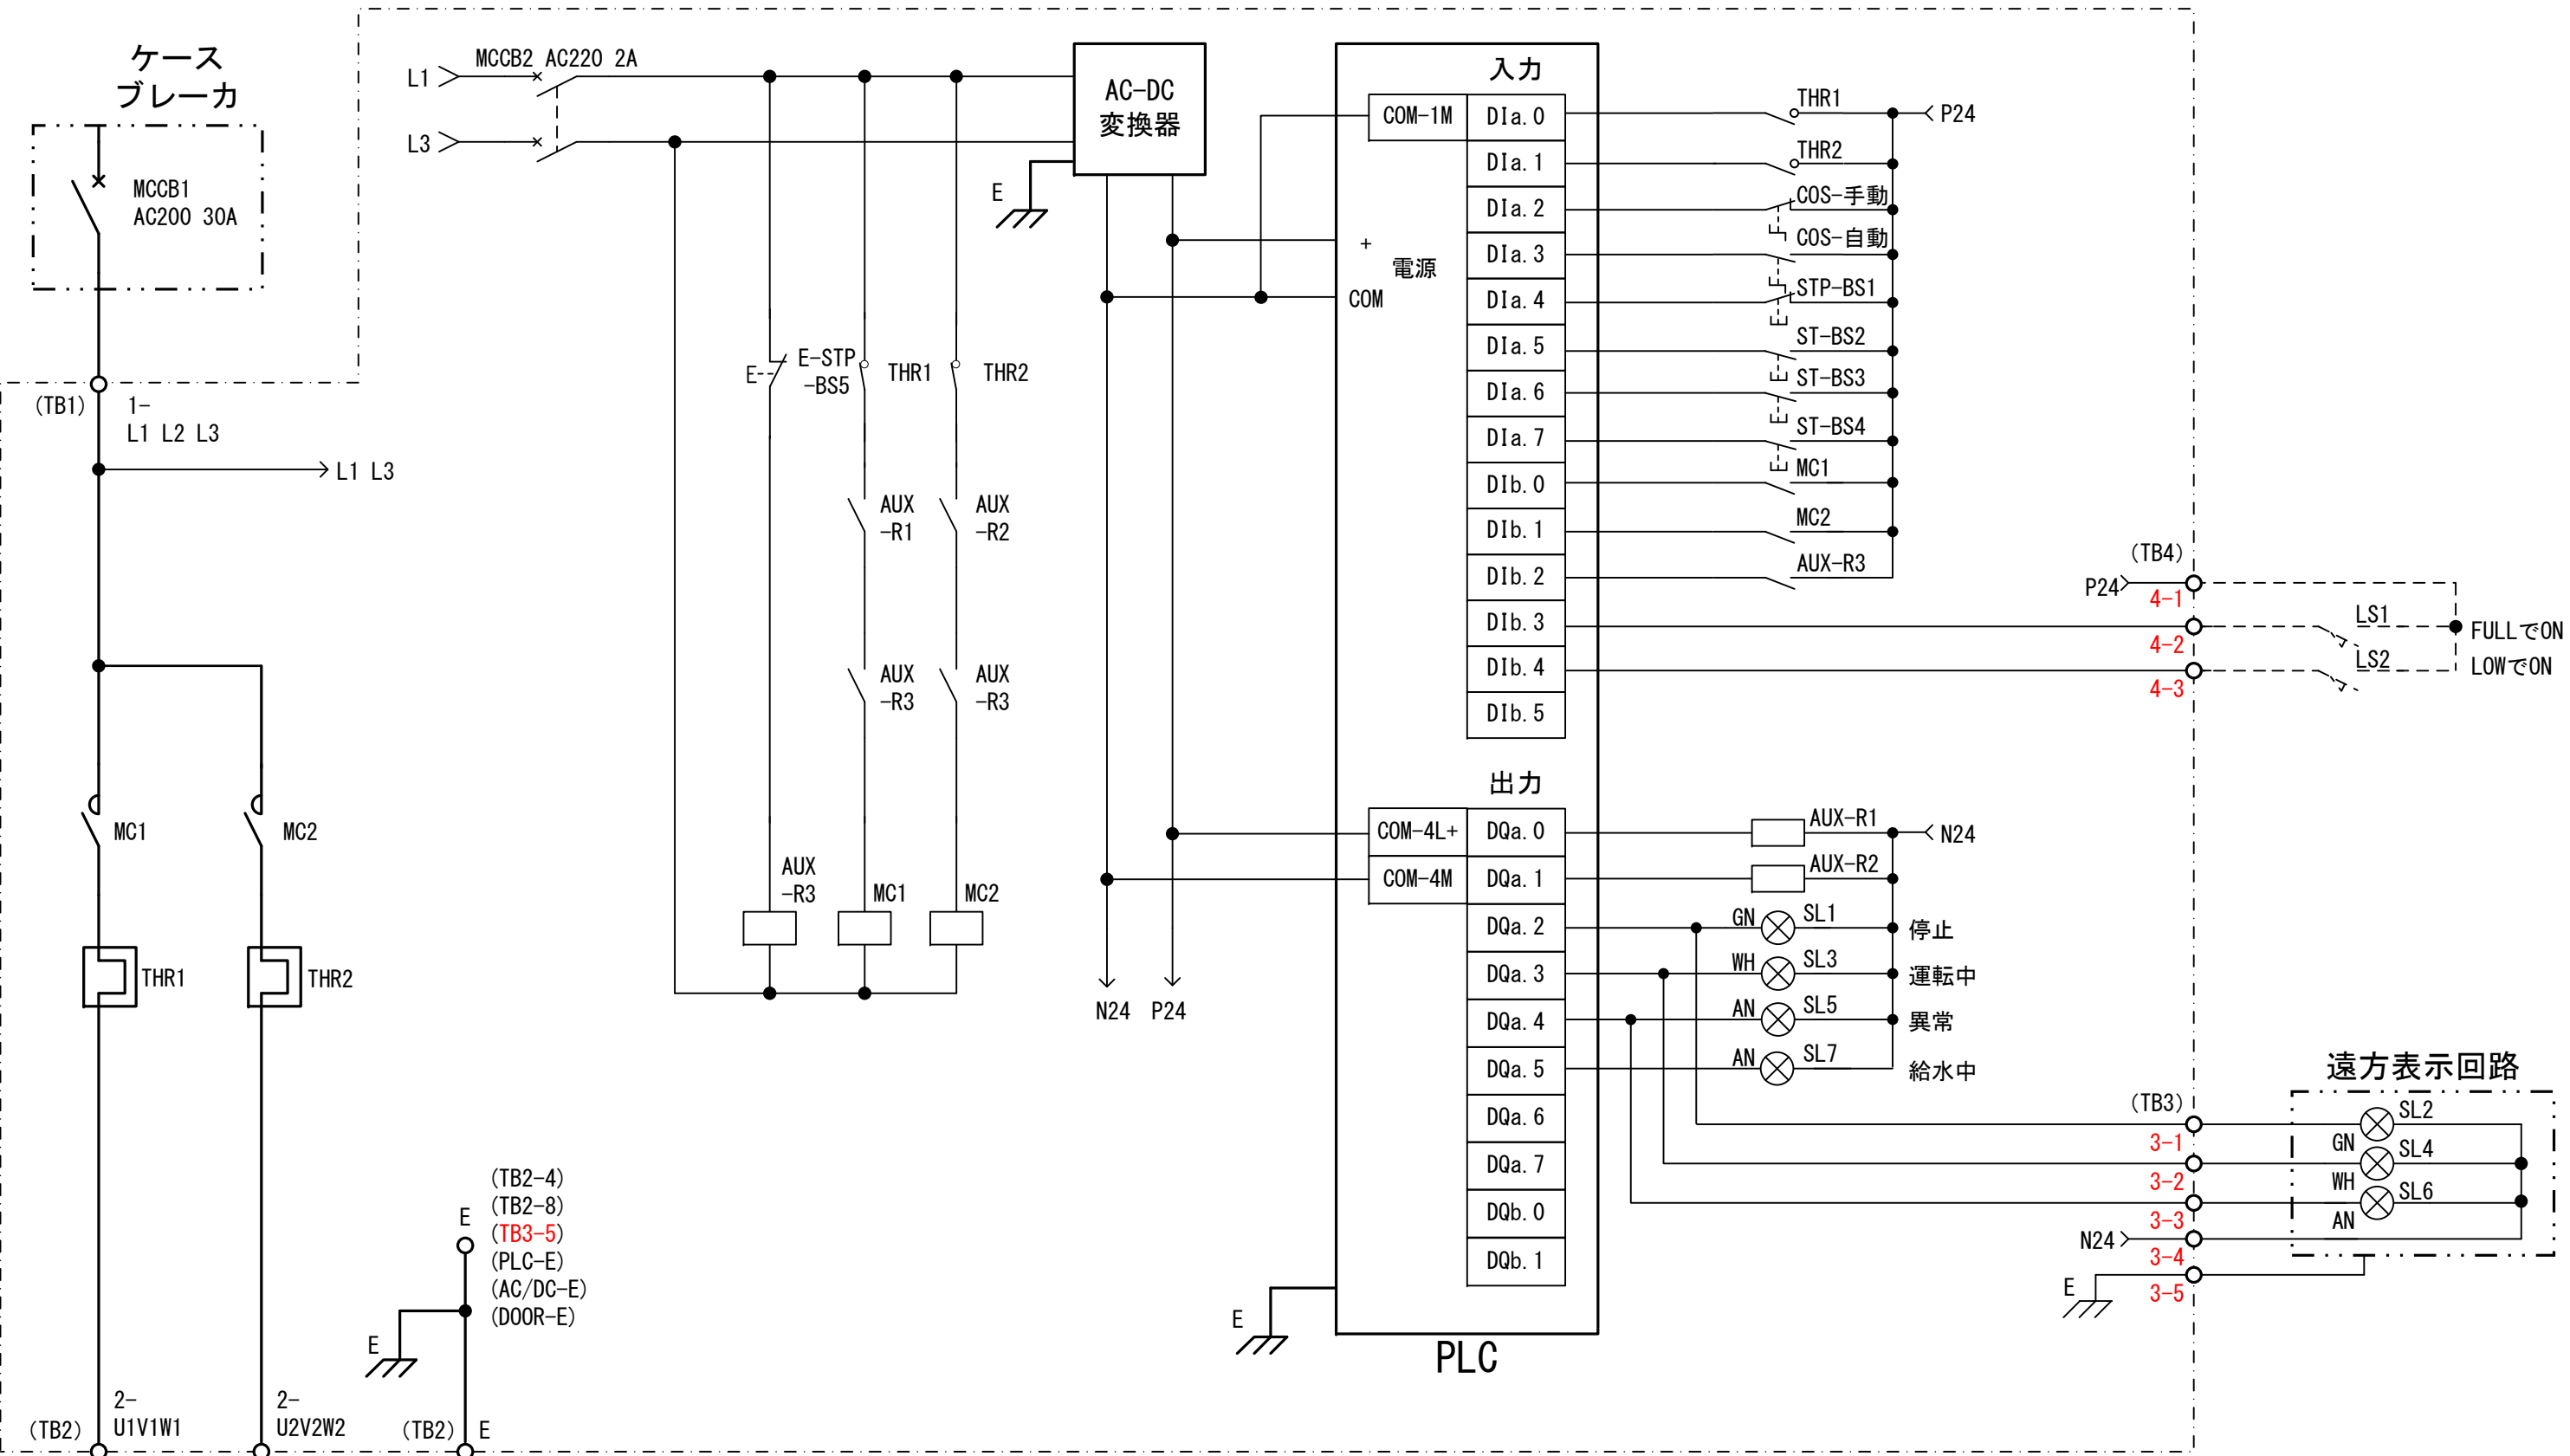 ケース
ブレーカ
MCCB1
AC200 30A
(TB1)
1-
L1 L2 L3
L1 L3
MC1
MC2
THR1
THR2
2-
U1V1W1
(TB2)
2-
U2V2W2
(TB2)
E
E
E
(TB2-4)
(TB2-8)
(TB3-5)
(PLC-E)
(AC/DC-E)
(DOOR-E)
L1
MCCB2 AC220 2A
L3
E
E-STP
-BS5
THR1
THR2
AUX
-R1
AUX
-R2
AUX
-R3
AUX
-R3
AUX
-R3
MC1
MC2
AC-DC
変換器
E
N24
P24
入力
COM-1M
+
電源
COM
DIa.0
DIa.1
DIa.2
DIa.3
DIa.4
DIa.5
DIa.6
DIa.7
DIb.0
DIb.1
DIb.2
DIb.3
DIb.4
DIb.5
THR1
P24
THR2
COS-手動
COS-自動
STP-BS1
ST-BS2
ST-BS3
ST-BS4
MC1
MC2
AUX-R3
(TB4)
P24
4-1
4-2
4-3
LS1
FULLでON
LS2
LOWでON
出力
COM-4L+
COM-4M
DQa.0
DQa.1
DQa.2
DQa.3
DQa.4
DQa.5
DQa.6
DQa.7
DQb.0
DQb.1
E
PLC
AUX-R1
N24
AUX-R2
GN
SL1
停止
WH
SL3
運転中
AN
SL5
異常
AN
SL7
給水中
(TB3)
3-1
3-2
3-3
N24
3-4
E
3-5
遠方表示回路
SL2
GN
SL4
WH
SL6
AN